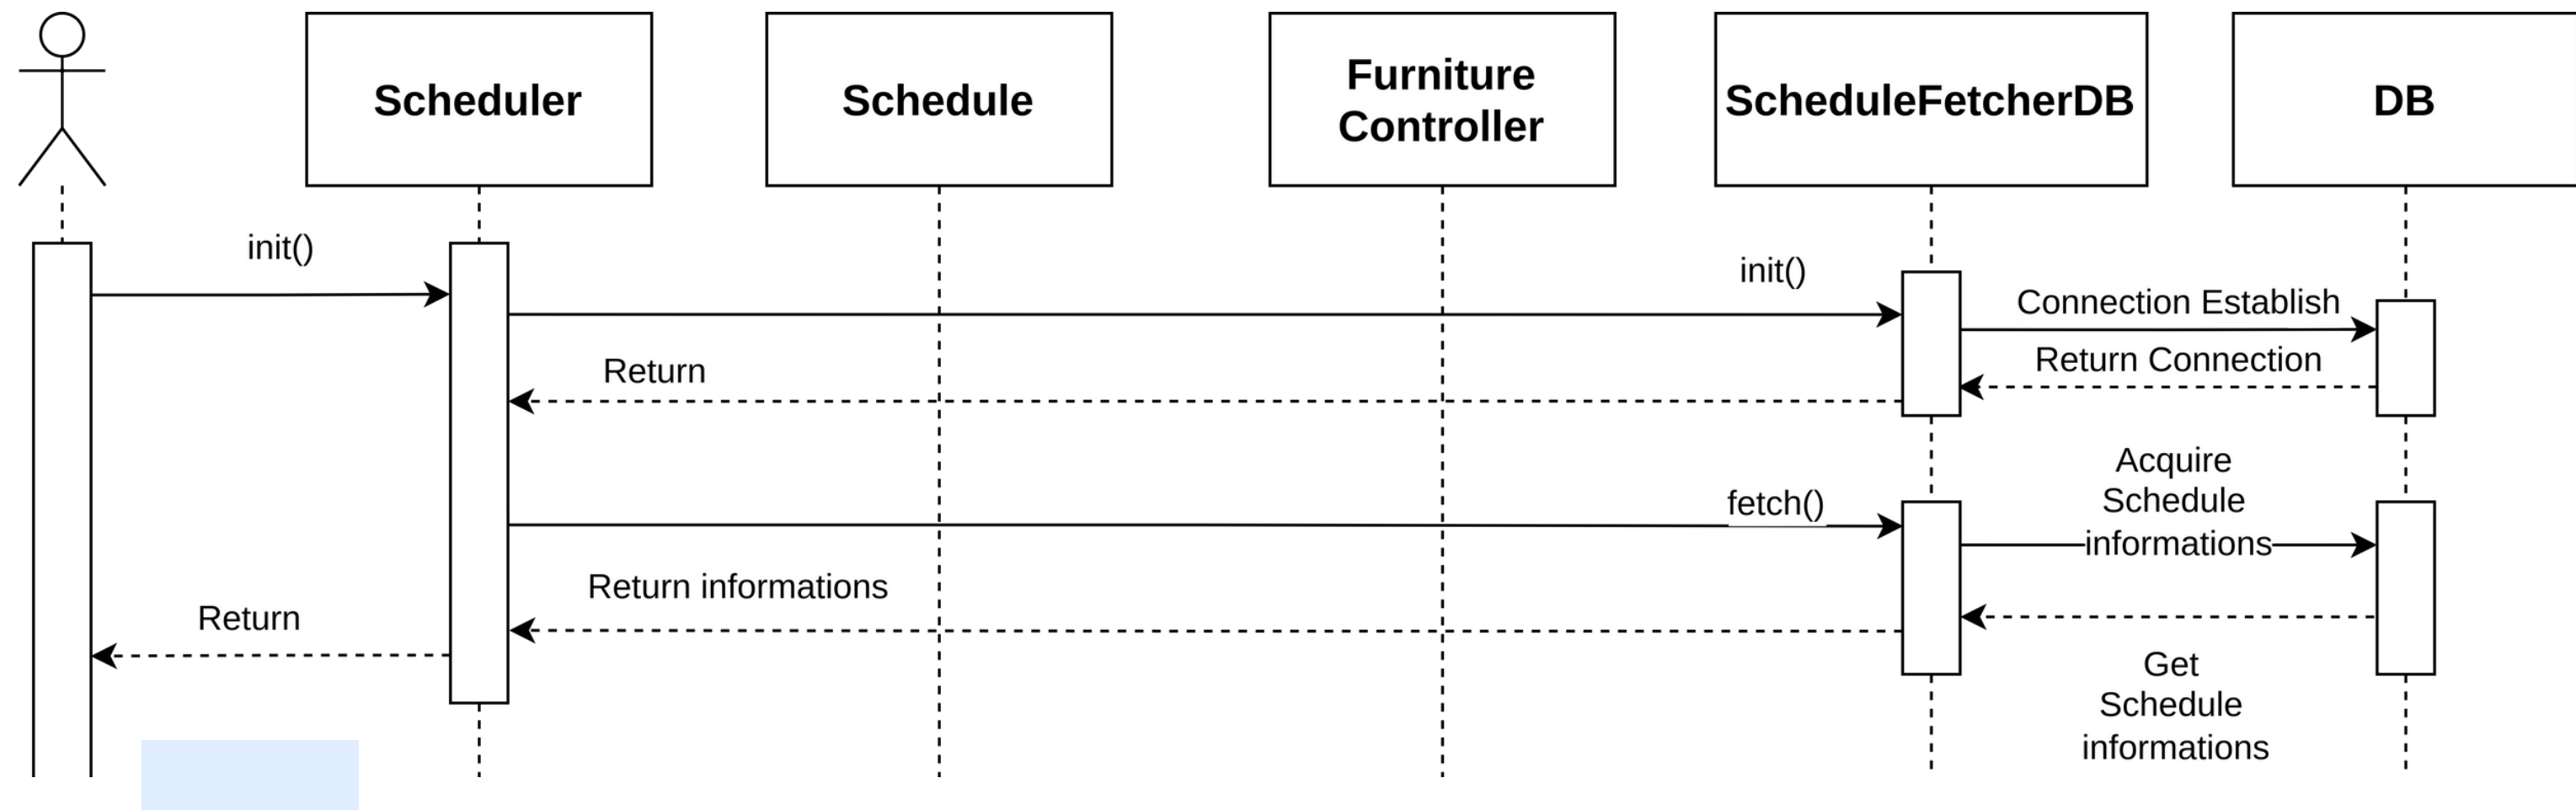 Scheduler
Schedule
Furniture
Controller
ScheduleFetcherDB
DB
init()
init()
Connection Establish
Return Connection
Return
Acquire
Schedule
informations
fetch()
Return informations
Return
Get
Schedule
informations